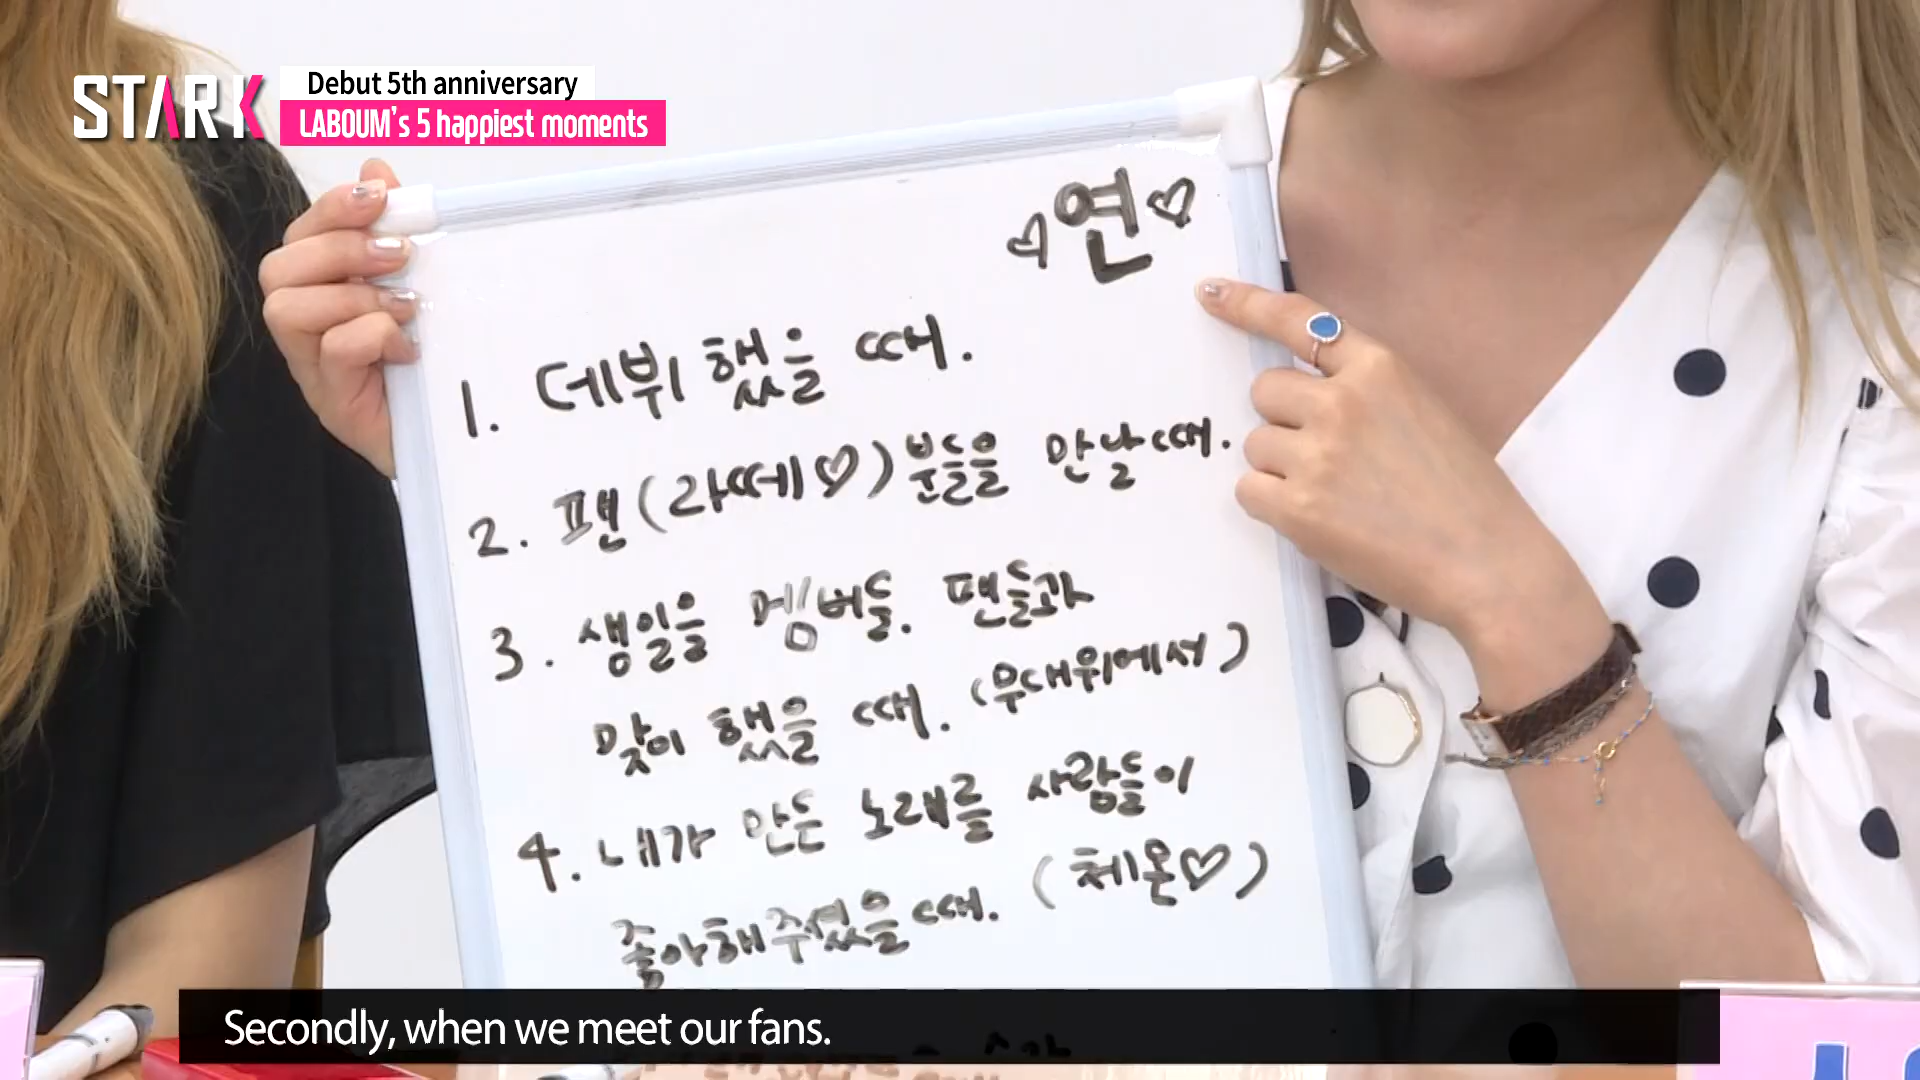 STARK
Debut 5th anniversary
LABOUM's 5 happiest moments
♡연♡
1. 데뷔 했을 때.
2. 팬(라떼♡)분들을 만날때.
3. 생일을 멤버들. 팬들과
맞이 했을 때. (무대위에서)
4. 내가 만든 노래를 사람들이
좋아해주셨을때. (체온♡)
Secondly, when we meet our fans.